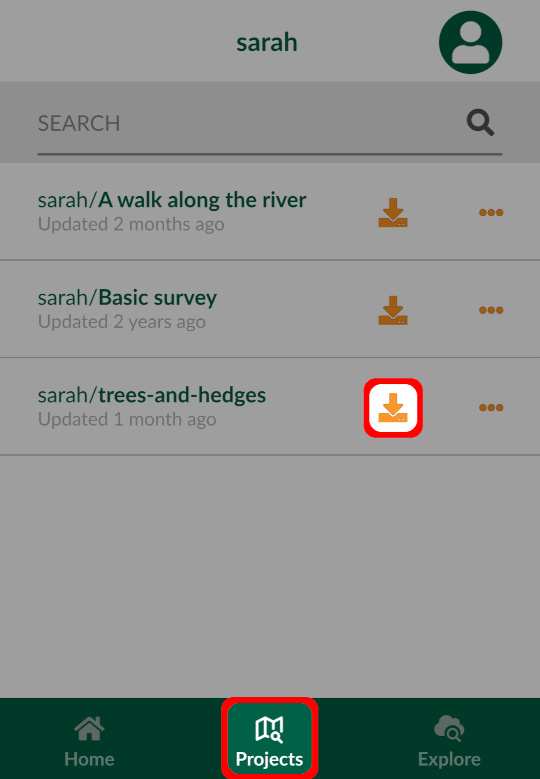 sarah
SEARCH
sarah/A walk along the river
Updated 2 months ago
sarah/Basic survey
Updated 2 years ago
sarah/trees-and-hedges
Updated 1 month ago
Home
Projects
Explore